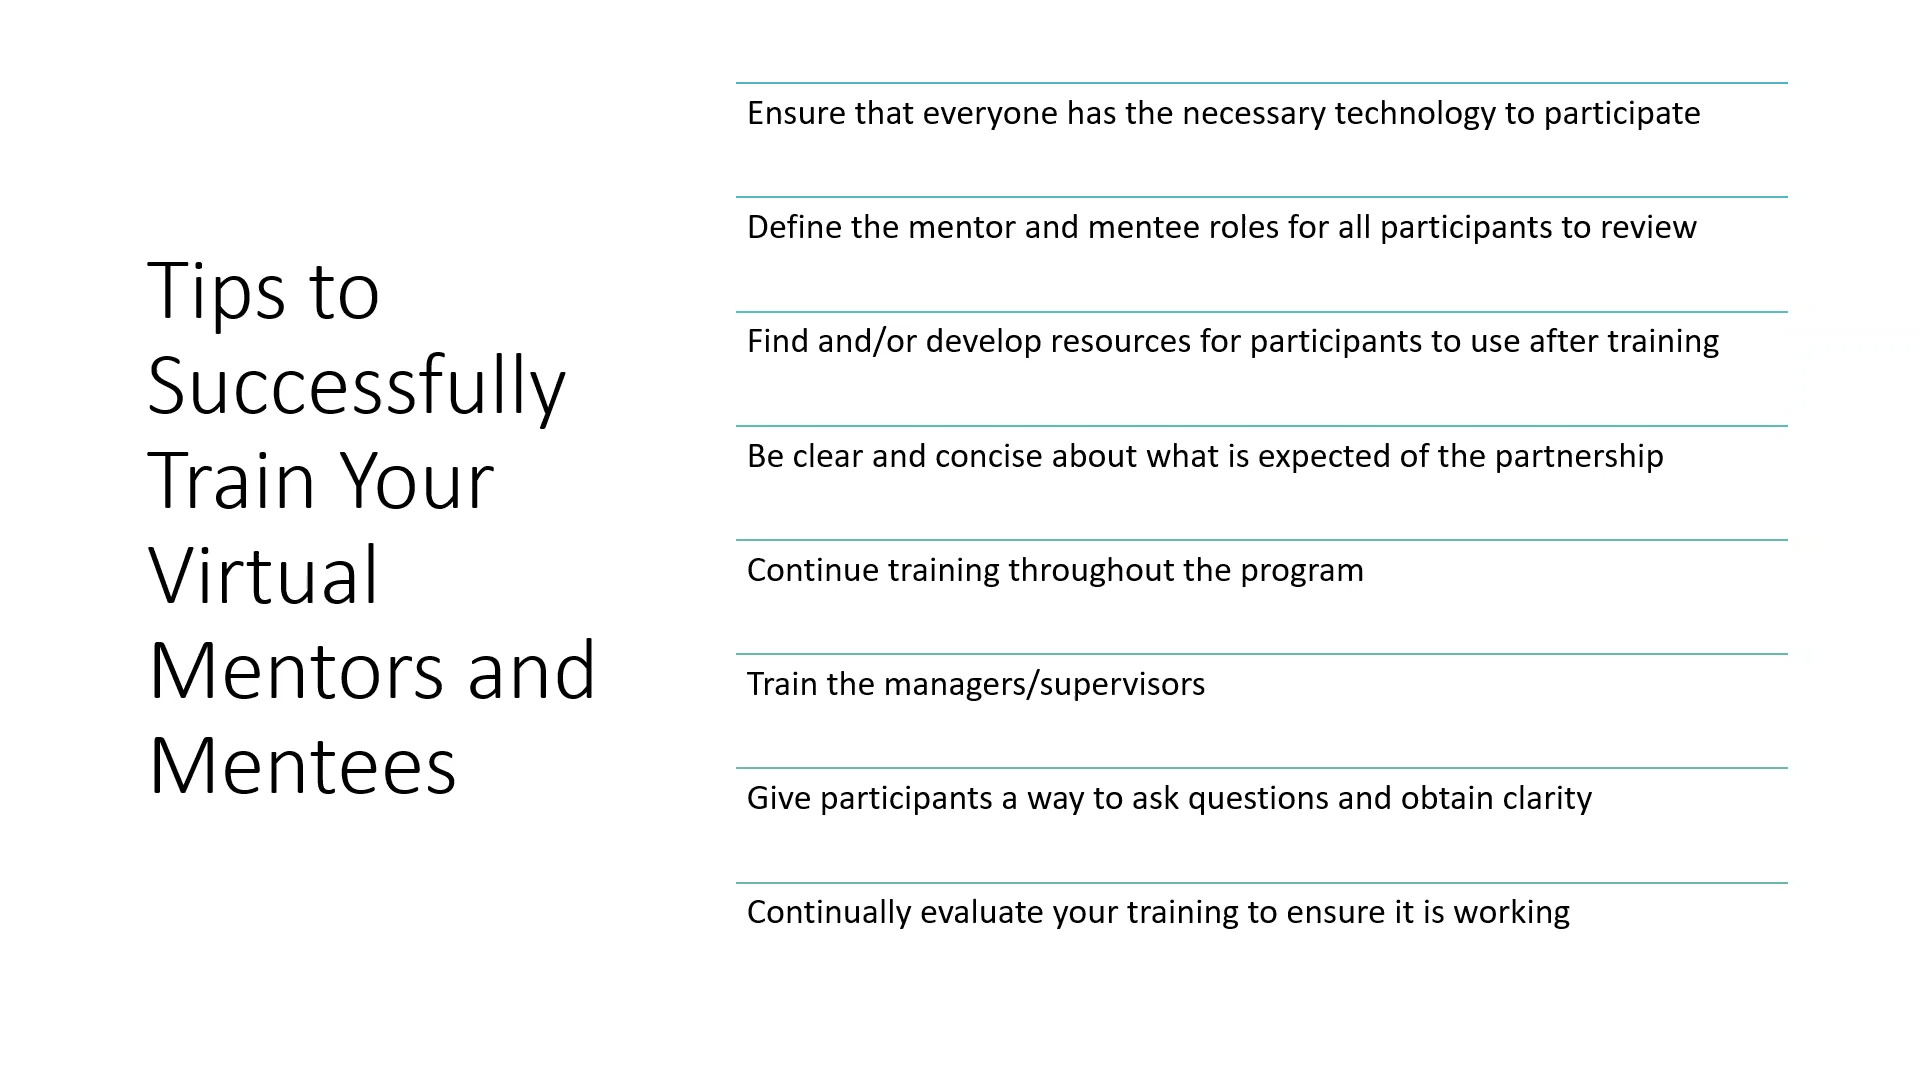 Tips to
Successfully
Train Your
Virtual
Mentors and
Mentees
Ensure that everyone has the necessary technology to participate
Define the mentor and mentee roles for all participants to review
Find and/or develop resources for participants to use after training
Be clear and concise about what is expected of the partnership
Continue training throughout the program
Train the managers/supervisors
Give participants a way to ask questions and obtain clarity
Continually evaluate your training to ensure it is working